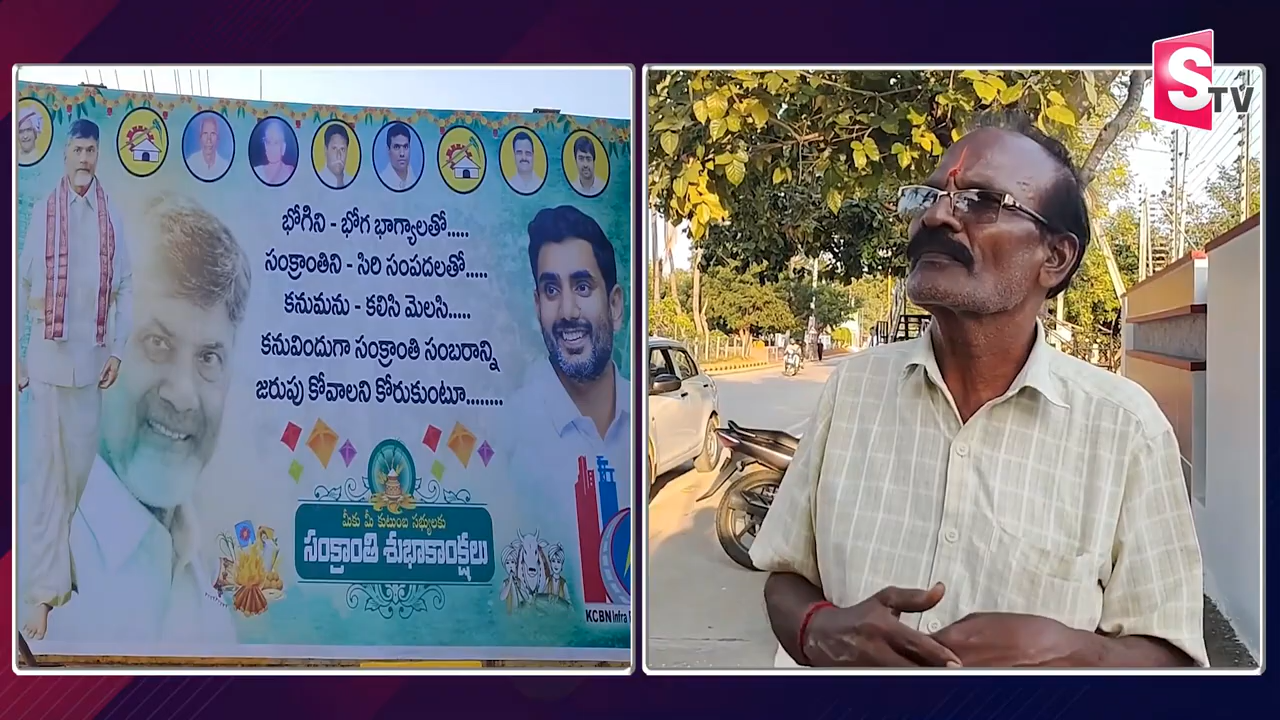 STV
భోగిని - భోగ భాగ్యాలతో.....
సంక్రాంతిని - సిరి సంపదలతో.....
కనుమను - కలిసి మెలసి.....
కనువిందుగా సంక్రాంతి సంబరాన్ని
జరుపు కోవాలని కోరుకుంటూ........
మీకు మీ కుటుంబ సభ్యులకు
సంక్రాంతి శుభాకాంక్షలు
KCBN Infra